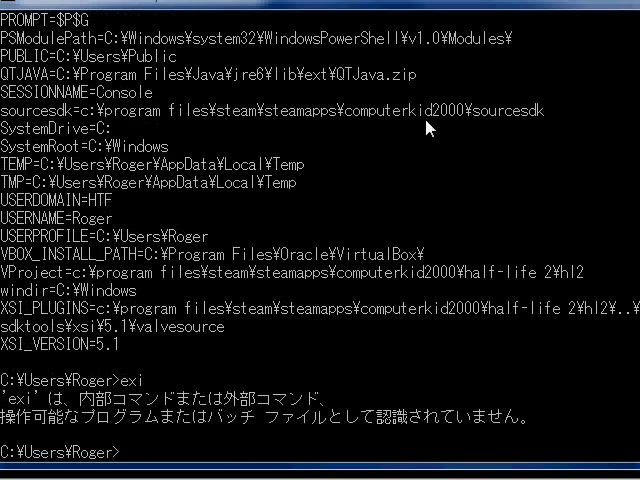 PROMPT=$P$G
PSModulePath=C:¥Windows¥system32¥WindowsPowerShell¥v1.0¥Modules¥
PUBLIC=C:¥Users¥Public
QTJAVA=C:¥Program Files¥Java¥jre6¥lib¥ext¥QTJava.zip
SESSIONNAME=Console
sourcesdk=c:¥program files¥steam¥steamapps¥computerkid2000¥sourcesdk
SystemDrive=C:
SystemRoot=C:¥Windows
TEMP=C:¥Users¥Roger¥AppData¥Local¥Temp
TMP=C:¥Users¥Roger¥AppData¥Local¥Temp
USERDOMAIN=HTF
USERNAME=Roger
USERPROFILE=C:¥Users¥Roger
VBOX_INSTALL_PATH=C:¥Program Files¥Oracle¥VirtualBox¥
VProject=c:¥program files¥steam¥steamapps¥computerkid2000¥half-life 2¥hl2
windir=C:¥Windows
XSI_PLUGINS=c:¥program files¥steam¥steamapps¥computerkid2000¥half-life 2¥hl2¥..¥
sdktools¥xsi¥5.1¥valvesource
XSI_VERSION=5.1
C:¥Users¥Roger>exi
'exi' は、内部コマンドまたは外部コマンド、
操作可能なプログラムまたはバッチ ファイルとして認識されていません。
C:¥Users¥Roger>